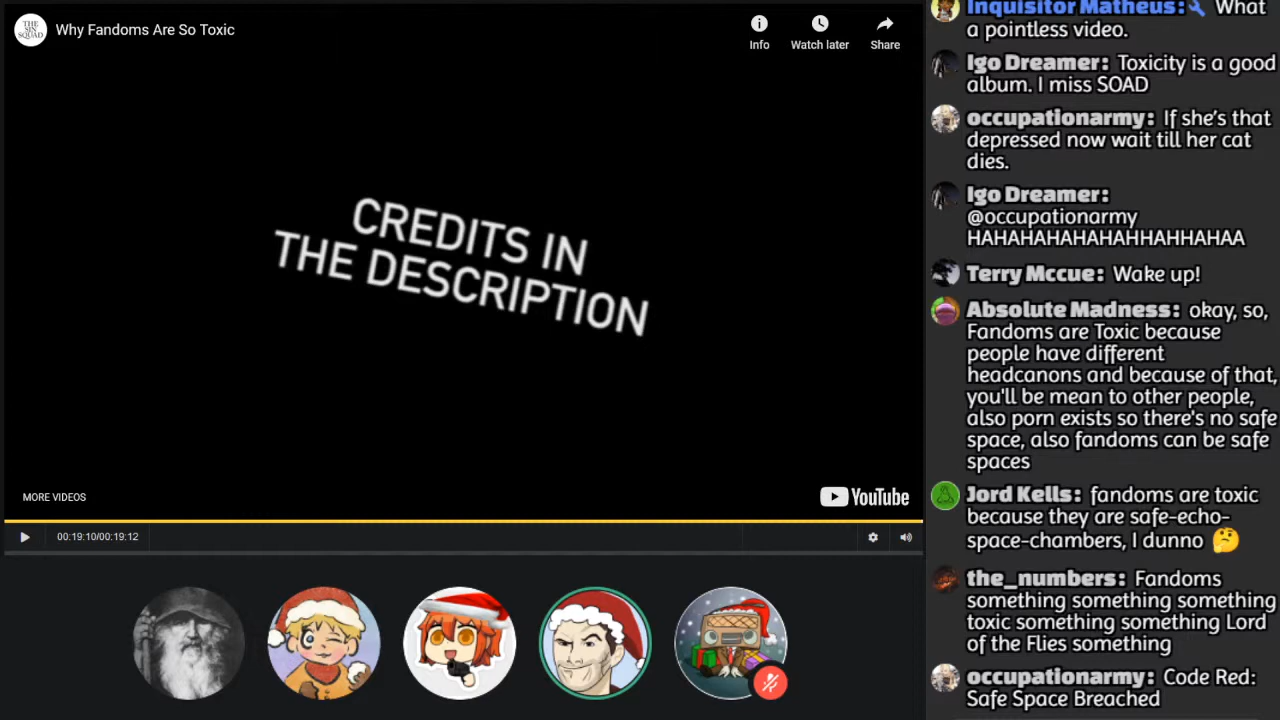 THE
SIN
SQUAD
Why Fandoms Are So Toxic
Info
Watch later
Share
CREDITS IN
THE DESCRIPTION
MORE VIDEOS
YouTube
00:19:10/00:19:12
Inquisitor Matheus: What
a pointless video.
Igo Dreamer: Toxicity is a good
album. I miss SOAD
occupationarmy: If she's that
depressed now wait till her cat
dies.
Igo Dreamer:
@occupationarmy
HAHAHAHAHAHAHHAHHAHAA
Terry Mccue: Wake up!
Absolute Madness: okay, so,
Fandoms are Toxic because
people have different
headcanons and because of that,
you'll be mean to other people,
also porn exists so there's no safe
space, also fandoms can be safe
spaces
Jord Kells: fandoms are toxic
because they are safe-echo-
space-chambers, I dunno 🤔
the_numbers: Fandoms
something something something
toxic something something Lord
of the Flies something
occupationarmy: Code Red:
Safe Space Breached